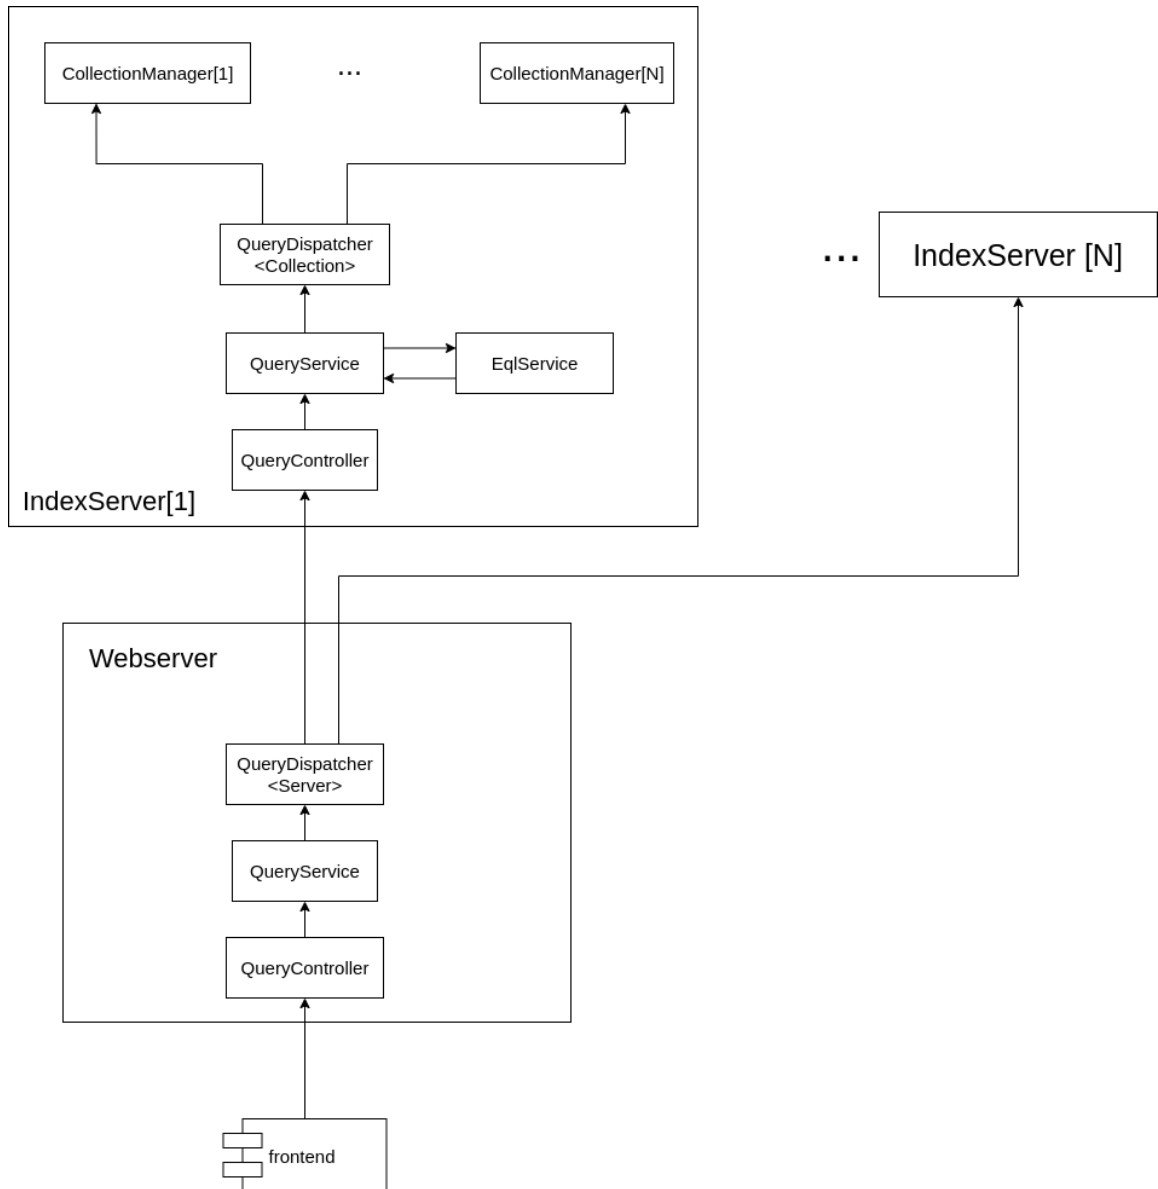 CollectionManager[1]
...
CollectionManager[N]
QueryDispatcher
<Collection>
... IndexServer [N]
QueryService
EqlService
QueryController
IndexServer[1]
Webserver
QueryDispatcher
<Server>
QueryService
QueryController
frontend